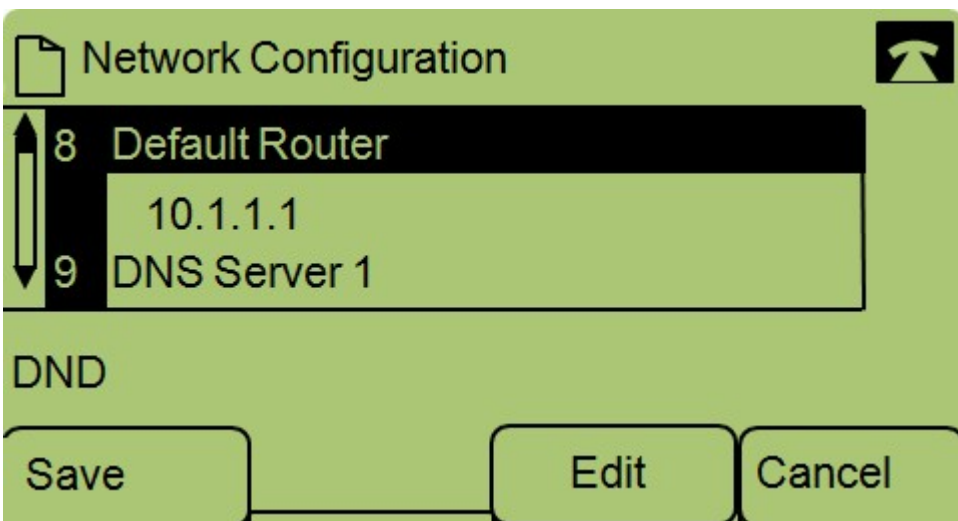 Network Configuration
8 Default Router
10.1.1.1
9 DNS Server 1
DND
Save Edit Cancel